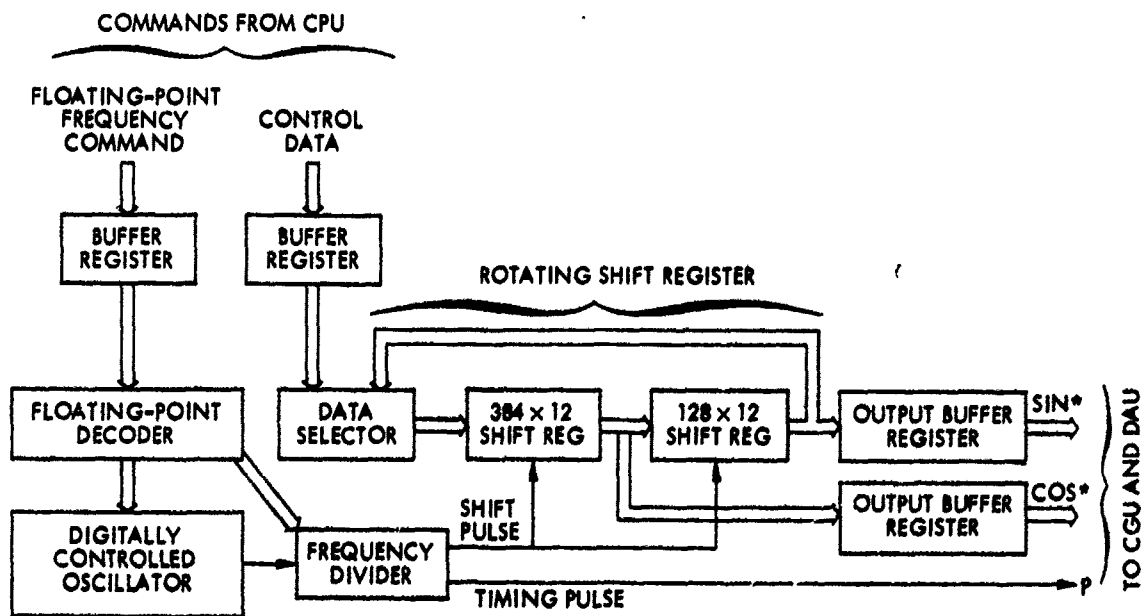 COMMANDS FROM CPU
FLOATING-POINT
FREQUENCY
COMMAND
CONTROL
DATA
BUFFER
REGISTER
BUFFER
REGISTER
ROTATING SHIFT REGISTER
FLOATING-POINT
DECODER
DATA
SELECTOR
384 x 12
SHIFT REG
128 x 12
SHIFT REG
OUTPUT BUFFER
REGISTER
SIN*
OUTPUT BUFFER
REGISTER
COS*
DIGITALLY
CONTROLLED
OSCILLATOR
FREQUENCY
DIVIDER
SHIFT
PULSE
TIMING PULSE
P
TO CGU AND DAU